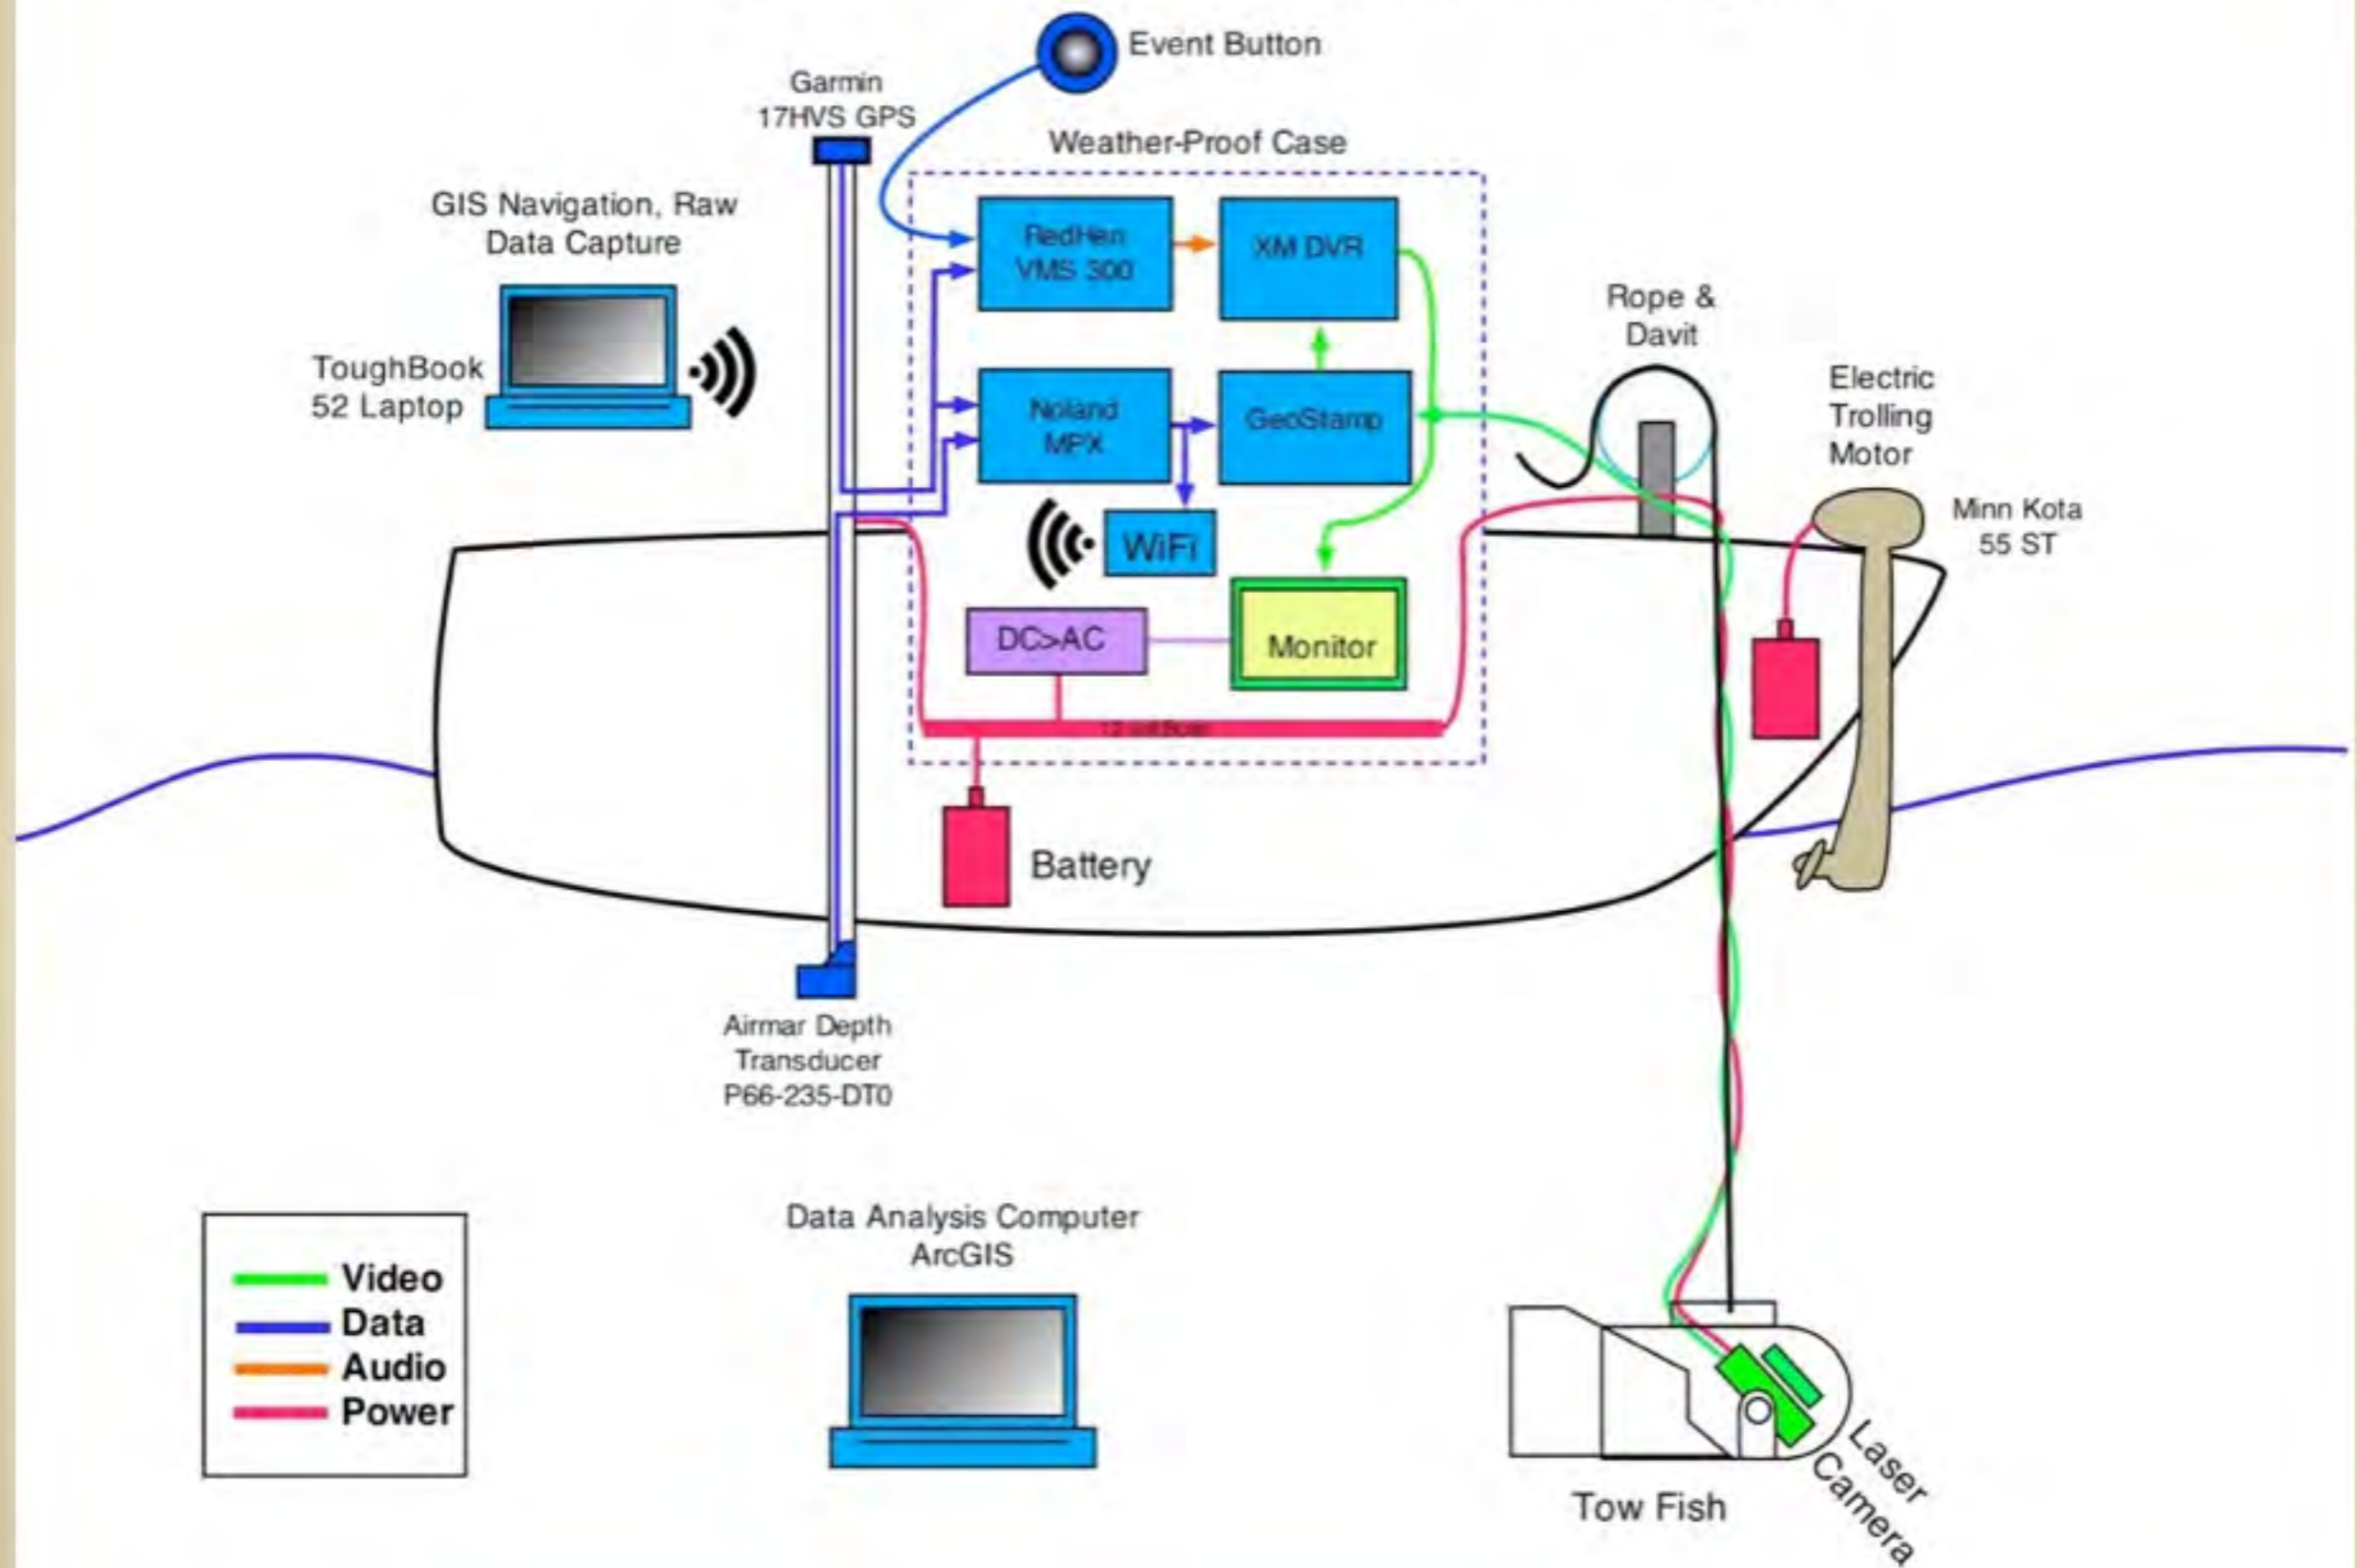 Event Button
Garmin
17HVS GPS
Weather-Proof Case
GIS Navigation, Raw
Data Capture
RedHen
VMS 300
XM DVR
Rope &
Davit
ToughBook
52 Laptop
Electric
Trolling
Motor
Noland
MPX
GeoStamp
Minn Kota
55 ST
WiFi
DC>AC
Monitor
Battery
Airmar Depth
Transducer
P66-235-DT0
Data Analysis Computer
ArcGIS
Video
Data
Audio
Power
Laser
Camera
Tow Fish